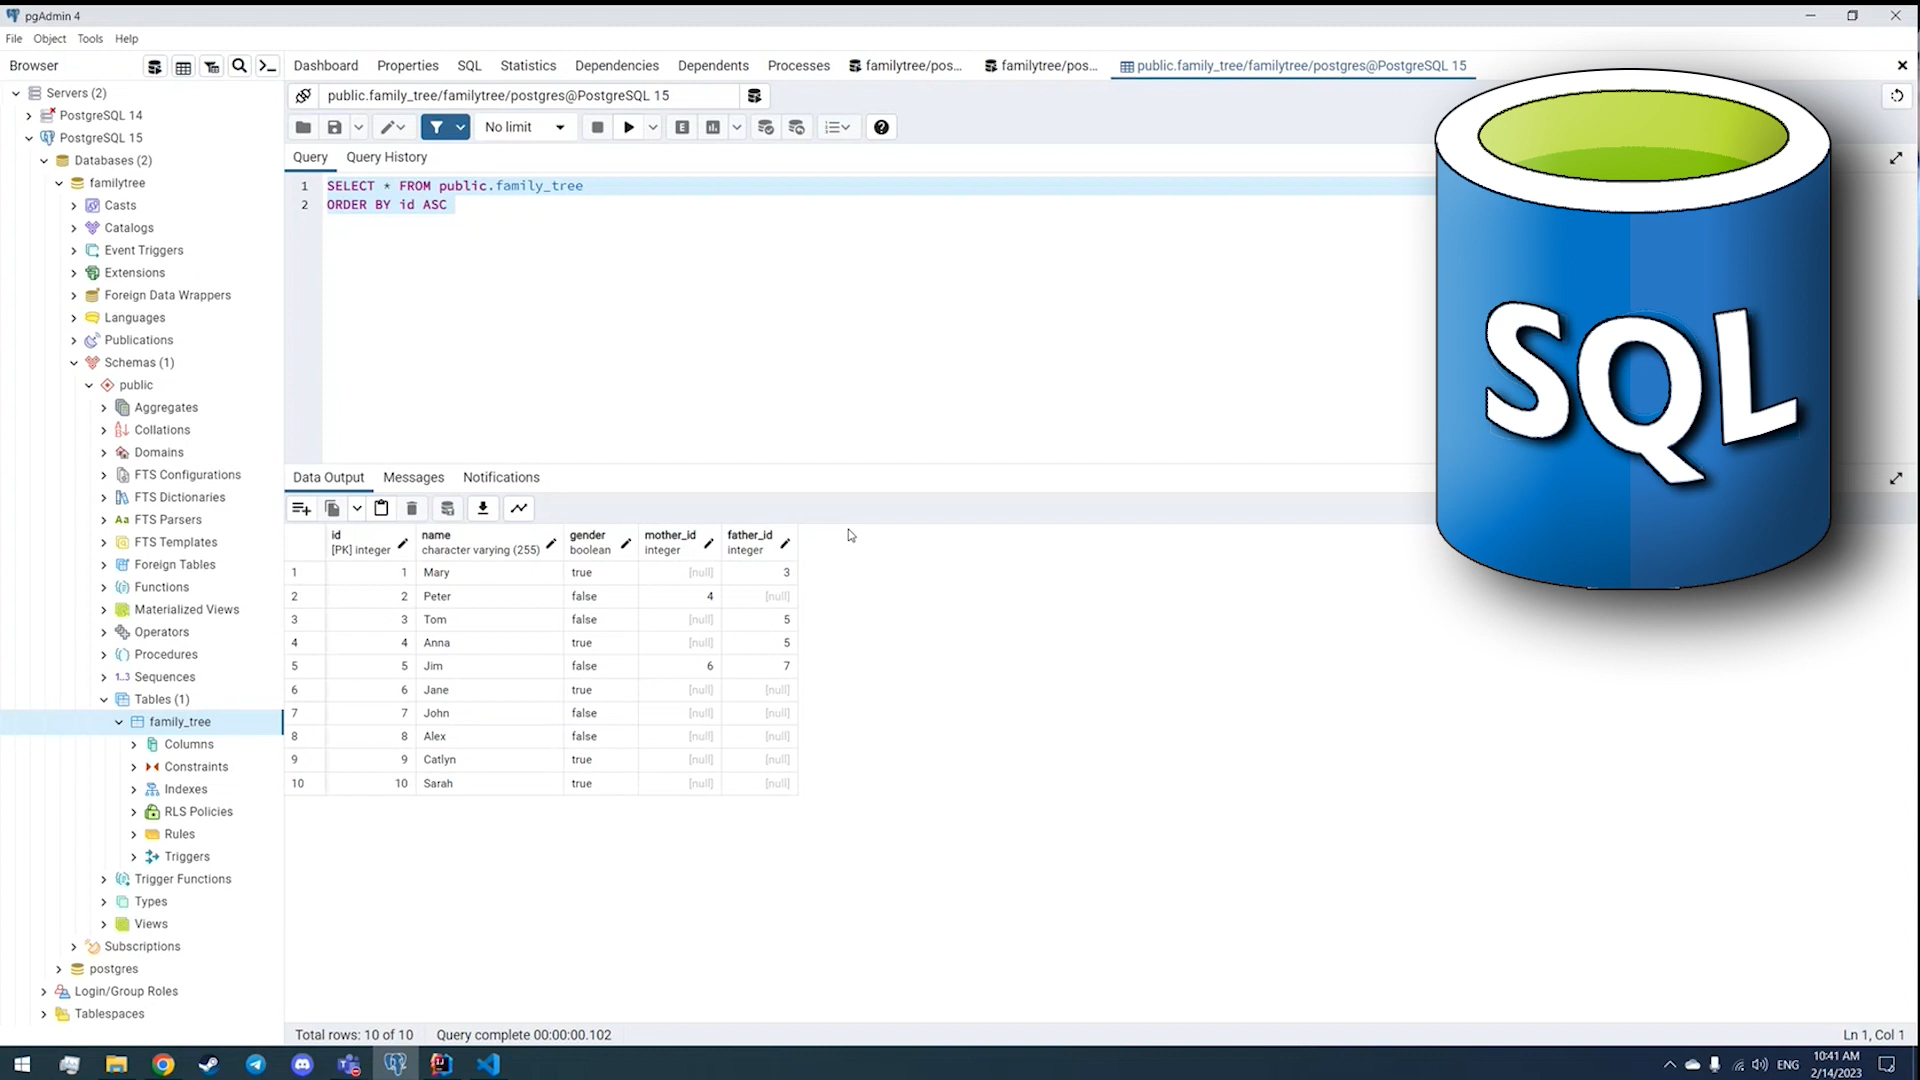 pgAdmin 4
File Object Tools Help
Browser
Dashboard Properties SQL Statistics Dependencies Dependents Processes familytree/pos... familytree/pos... public.family_tree/familytree/postgres@PostgreSQL 15
Servers (2)
PostgreSQL 14
PostgreSQL 15
Databases (2)
familytree
Casts
Catalogs
Event Triggers
Extensions
Foreign Data Wrappers
Languages
Publications
Schemas (1)
public
Aggregates
Collations
Domains
FTS Configurations
FTS Dictionaries
Aa FTS Parsers
FTS Templates
Foreign Tables
Functions
Materialized Views
Operators
Procedures
1..3 Sequences
Tables (1)
family_tree
Columns
Constraints
Indexes
RLS Policies
Rules
Triggers
Trigger Functions
Types
Views
Subscriptions
postgres
Login/Group Roles
Tablespaces
public.family_tree/familytree/postgres@PostgreSQL 15
No limit
E
Query Query History
1 SELECT * FROM public.family_tree
2 ORDER BY id ASC
SQL
Data Output Messages Notifications
id name gender mother_id father_id
[PK] integer character varying (255) boolean integer integer
1 1 Mary true [null] 3
2 2 Peter false 4 [null]
3 3 Tom false [null] 5
4 4 Anna true [null] 5
5 5 Jim false 6 7
6 6 Jane true [null] [null]
7 7 John false [null] [null]
8 8 Alex false [null] [null]
9 9 Catlyn true [null] [null]
10 10 Sarah true [null] [null]
Total rows: 10 of 10 Query complete 00:00:00.102 Ln 1, Col 1
ENG
10:41 AM
2/14/2023